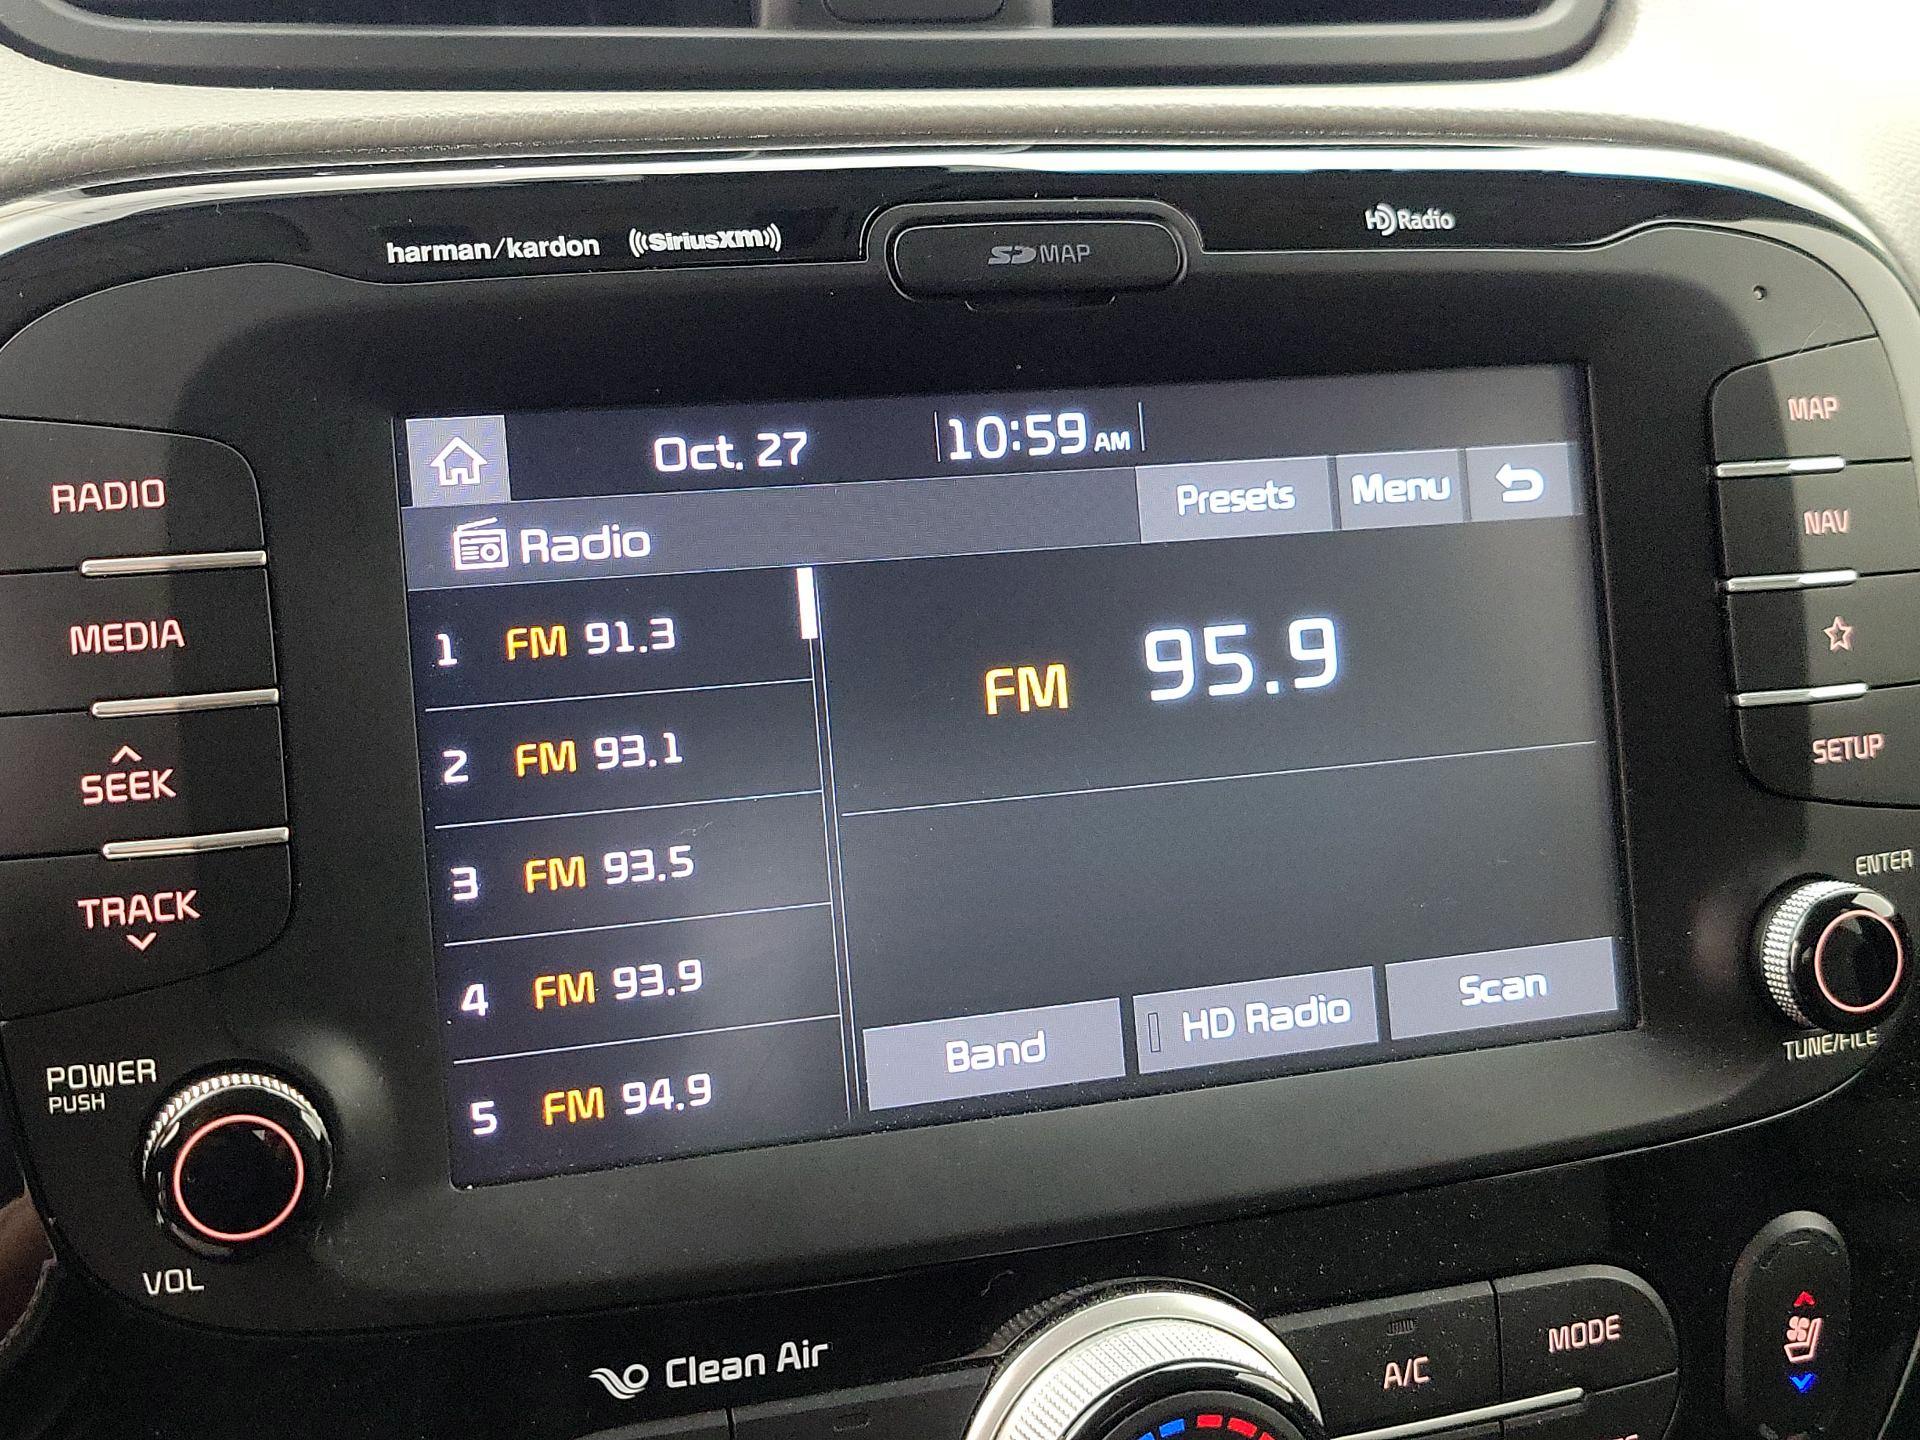 harman/kardon
((SiriusXM))
SD MAP
HD Radio
Oct. 27
10:59 AM
Radio
Presets
Menu
1 FM 91.3
2 FM 93.1
3 FM 93.5
4 FM 93.9
5 FM 94.9
FM 95.9
Band
HD Radio
Scan
RADIO
MEDIA
SEEK
TRACK
POWER
PUSH
VOL
MAP
NAV
SETUP
ENTER
TUNE/FILE
Clean Air
A/C
MODE